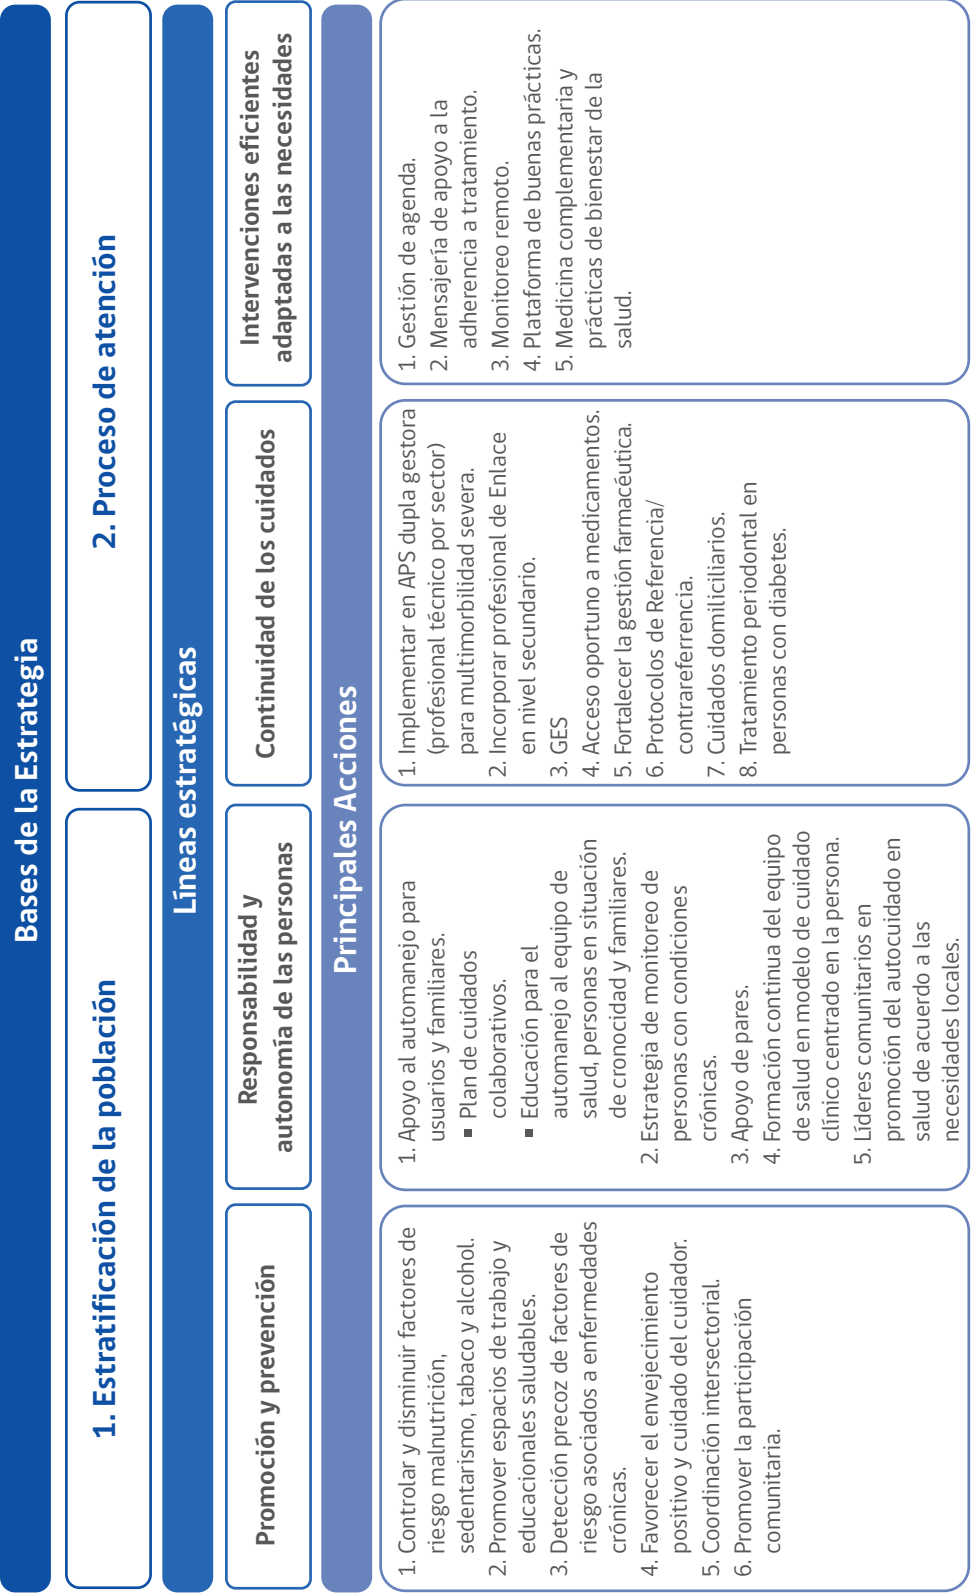 Bases de la Estrategia
1. Estratificación de la población
2. Proceso de atención
Líneas estratégicas
Promoción y prevención
Responsabilidad y
autonomía de las personas
Continuidad de los cuidados
Intervenciones eficientes
adaptadas a las necesidades
Principales Acciones
1. Controlar y disminuir factores de
riesgo malnutrición,
sedentarismo, tabaco y alcohol.
2. Promover espacios de trabajo y
educacionales saludables.
3. Detección precoz de factores de
riesgo asociados a enfermedades
crónicas.
4. Favorecer el envejecimiento
positivo y cuidado del cuidador.
5. Coordinación intersectorial.
6. Promover la participación
comunitaria.
1. Apoyo al automanejo para
usuarios y familiares.
▪ Plan de cuidados
colaborativos.
▪ Educación para el
automanejo al equipo de
salud, personas en situación
de cronocidad y familiares.
2. Estrategia de monitoreo de
personas con condiciones
crónicas.
3. Apoyo de pares.
4. Formación continua del equipo
de salud en modelo de cuidado
clínico centrado en la persona.
5. Líderes comunitarios en
promoción del autocuidado en
salud de acuerdo a las
necesidades locales.
1. Implementar en APS dupla gestora
(profesional técnico por sector)
para multimorbilidad severa.
2. Incorporar profesional de Enlace
en nivel secundario.
3. GES
4. Acceso oportuno a medicamentos.
5. Fortalecer la gestión farmacéutica.
6. Protocolos de Referencia/
contrareferrencia.
7. Cuidados domiliciliarios.
8. Tratamiento periodontal en
personas con diabetes.
1. Gestión de agenda.
2. Mensajería de apoyo a la
adherencia a tratamiento.
3. Monitoreo remoto.
4. Plataforma de buenas prácticas.
5. Medicina complementaria y
prácticas de bienestar de la
salud.